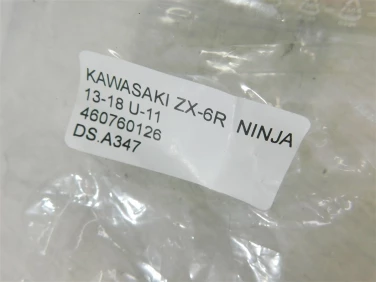 KAWASAKI ZX-6R NINJA
13-18 U-11
460760126
DS.A347